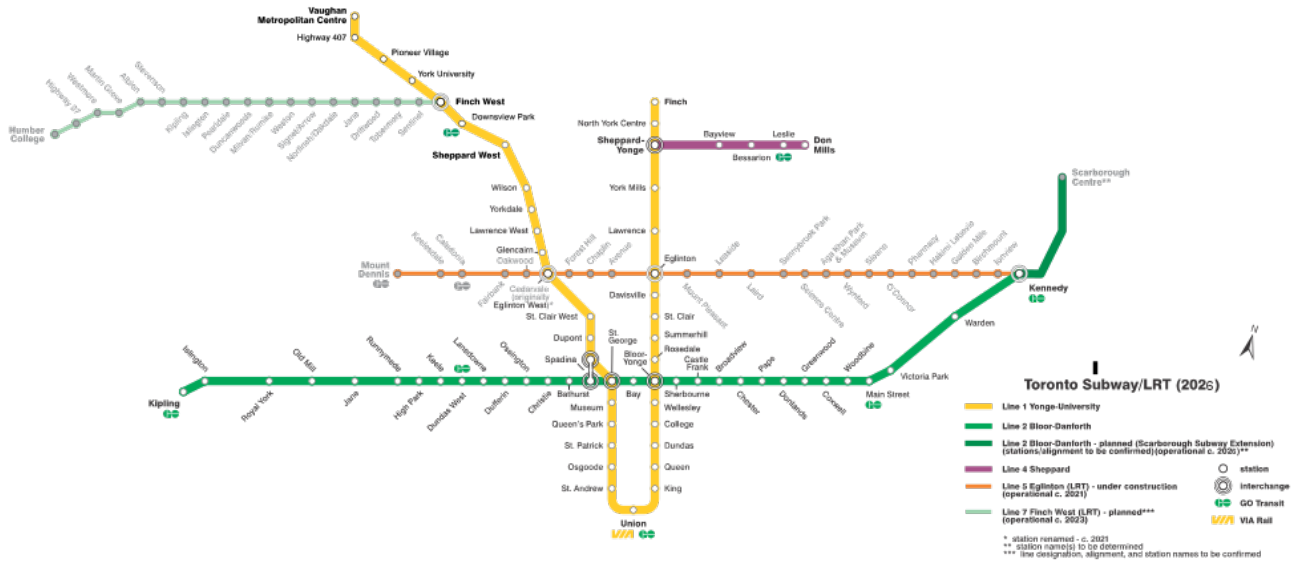 Vaughan
Metropolitan Centre
Highway 407
Pioneer Village
York University
Finch West
Downsview Park
Sheppard West
Wilson
Yorkdale
Lawrence West
Glencairn
Humber
College
Highway 27
Westmore
Martin Grove
Albion
Stevenson
Kipling
Islington
Pearldale
Duncanwoods
Milvan/Rumike
Weston
Signet/Arrow
Norfinch/Oakdale
Jane
Driftwood
Tobermory
Sentinel
Finch
North York Centre
Sheppard-
Yonge
Bayview
Bessarion
Leslie
Don
Mills
York Mills
Lawrence
Eglinton
Scarborough
Centre**
Mount
Dennis
Keelesdale
Caledonia
Fairbank
Oakwood
Cedarvale
(originally
Eglinton West)*
Forest Hill
Chaplin
Avenue
Mount Pleasant
Leaside
Laird
Sunnybrook Park
Science Centre
Aga Khan Park
& Museum
Wynford
Sloane
O'Connor
Pharmacy
Hakimi Lebovic
Golden Mile
Birchmount
Ionview
Kennedy
Davisville
St. Clair
Summerhill
Rosedale
St. Clair West
Dupont
Spadina
St.
George
Bloor-
Yonge
Castle
Frank
Kipling
Islington
Royal York
Old Mill
Jane
Runnymede
High Park
Keele
Dundas West
Lansdowne
Dufferin
Ossington
Christie
Bathurst
Bay
Sherbourne
Broadview
Chester
Pape
Donlands
Greenwood
Coxwell
Woodbine
Main Street
Victoria Park
Warden
Museum
Queen's Park
St. Patrick
Osgoode
St. Andrew
Union
Wellesley
College
Dundas
Queen
King
N
Toronto Subway/LRT (2026)
Line 1 Yonge-University
Line 2 Bloor-Danforth
Line 2 Bloor-Danforth - planned (Scarborough Subway Extension)
(stations/alignment to be confirmed)(operational c. 2026)**
Line 4 Sheppard
Line 5 Eglinton (LRT) - under construction
(operational c. 2021)
Line 7 Finch West (LRT) - planned***
(operational c. 2023)
station
interchange
GO Transit
VIA Rail
* station renamed - c. 2021
** station name(s) to be determined
*** line designation, alignment, and station names to be confirmed